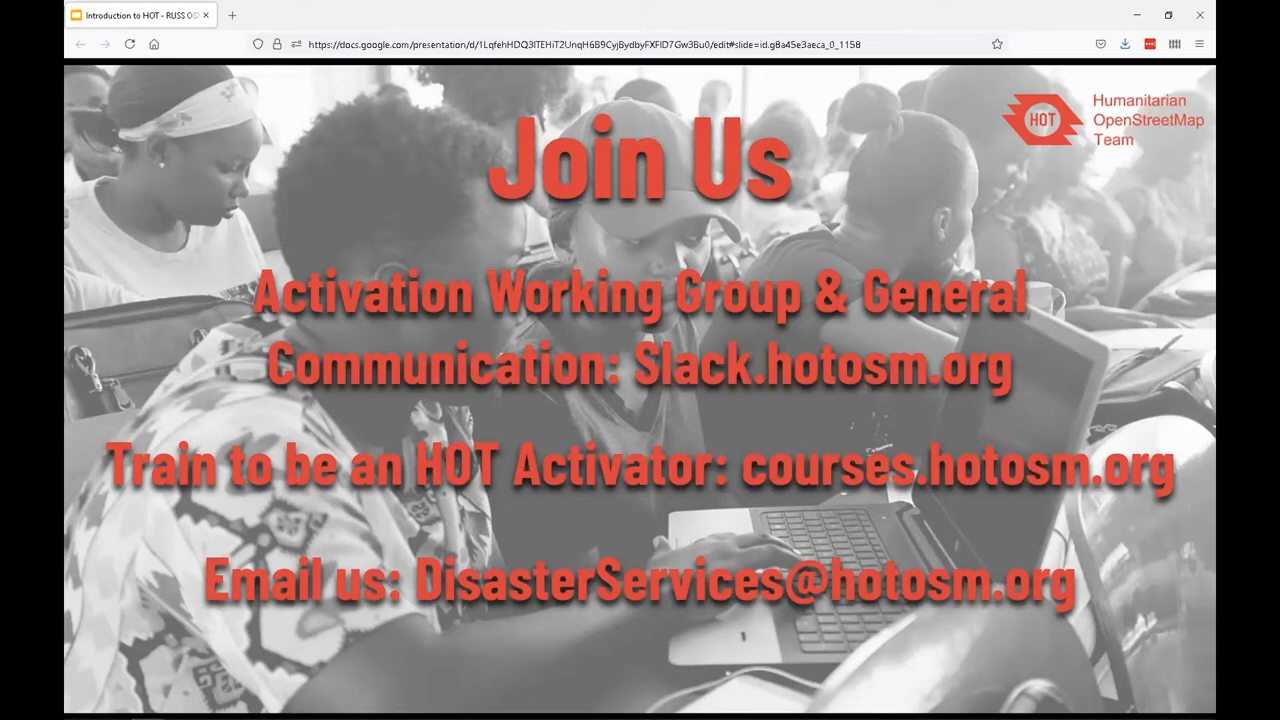 Introduction to HOT - RUSS OS
https://docs.google.com/presentation/d/1LqfehHDQ3lTEHiT2UnqH6B9CyjBydbyFXFlD7Gw3Bu0/edit#slide=id.g8a45e3aeca_0_1158
Humanitarian
OpenStreetMap
Team
HOT
Join Us
Activation Working Group & General
Communication: Slack.hotosm.org
Train to be an HOT Activator: courses.hotosm.org
Email us: DisasterServices@hotosm.org